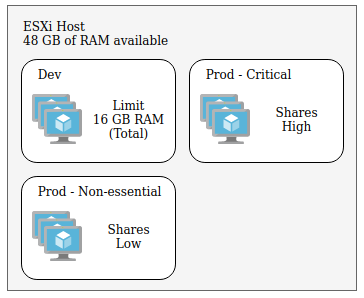 ESXi Host
48 GB of RAM available
Dev
Limit
16 GB RAM
(Total)
Prod - Critical
Shares
High
Prod - Non-essential
Shares
Low